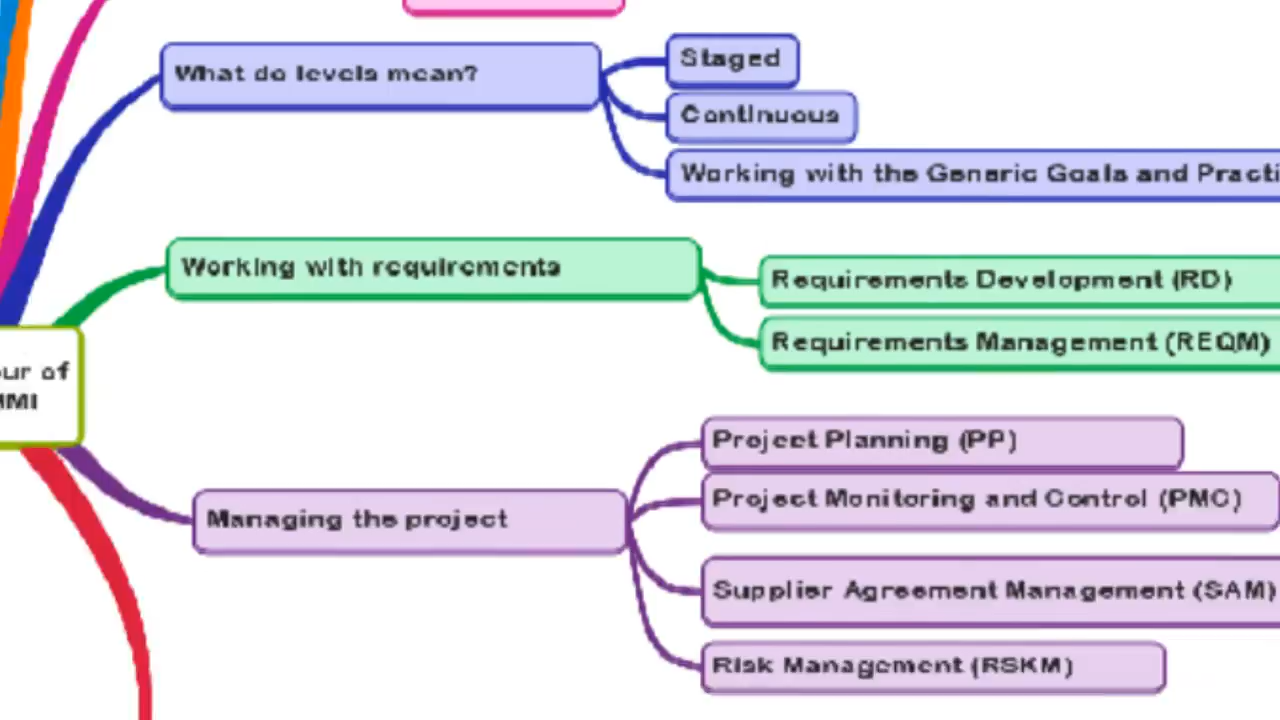 What do levels mean?
Staged
Continuous
Working with the Generic Goals and
Working with requirements
Requirements Development (RD)
Requirements Management (REQM)
of
Managing the project
Project Planning (PP)
Project Monitoring and Control (PMC)
Supplier Agreement Management (SAM)
Risk Management (RSKM)